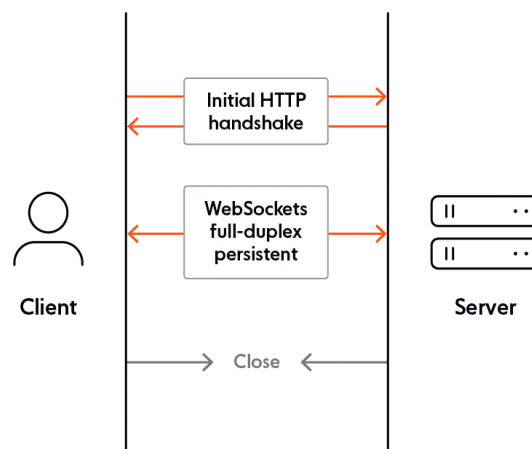 Initial HTTP
handshake
WebSockets
full-duplex
persistent
Client
Server
Close